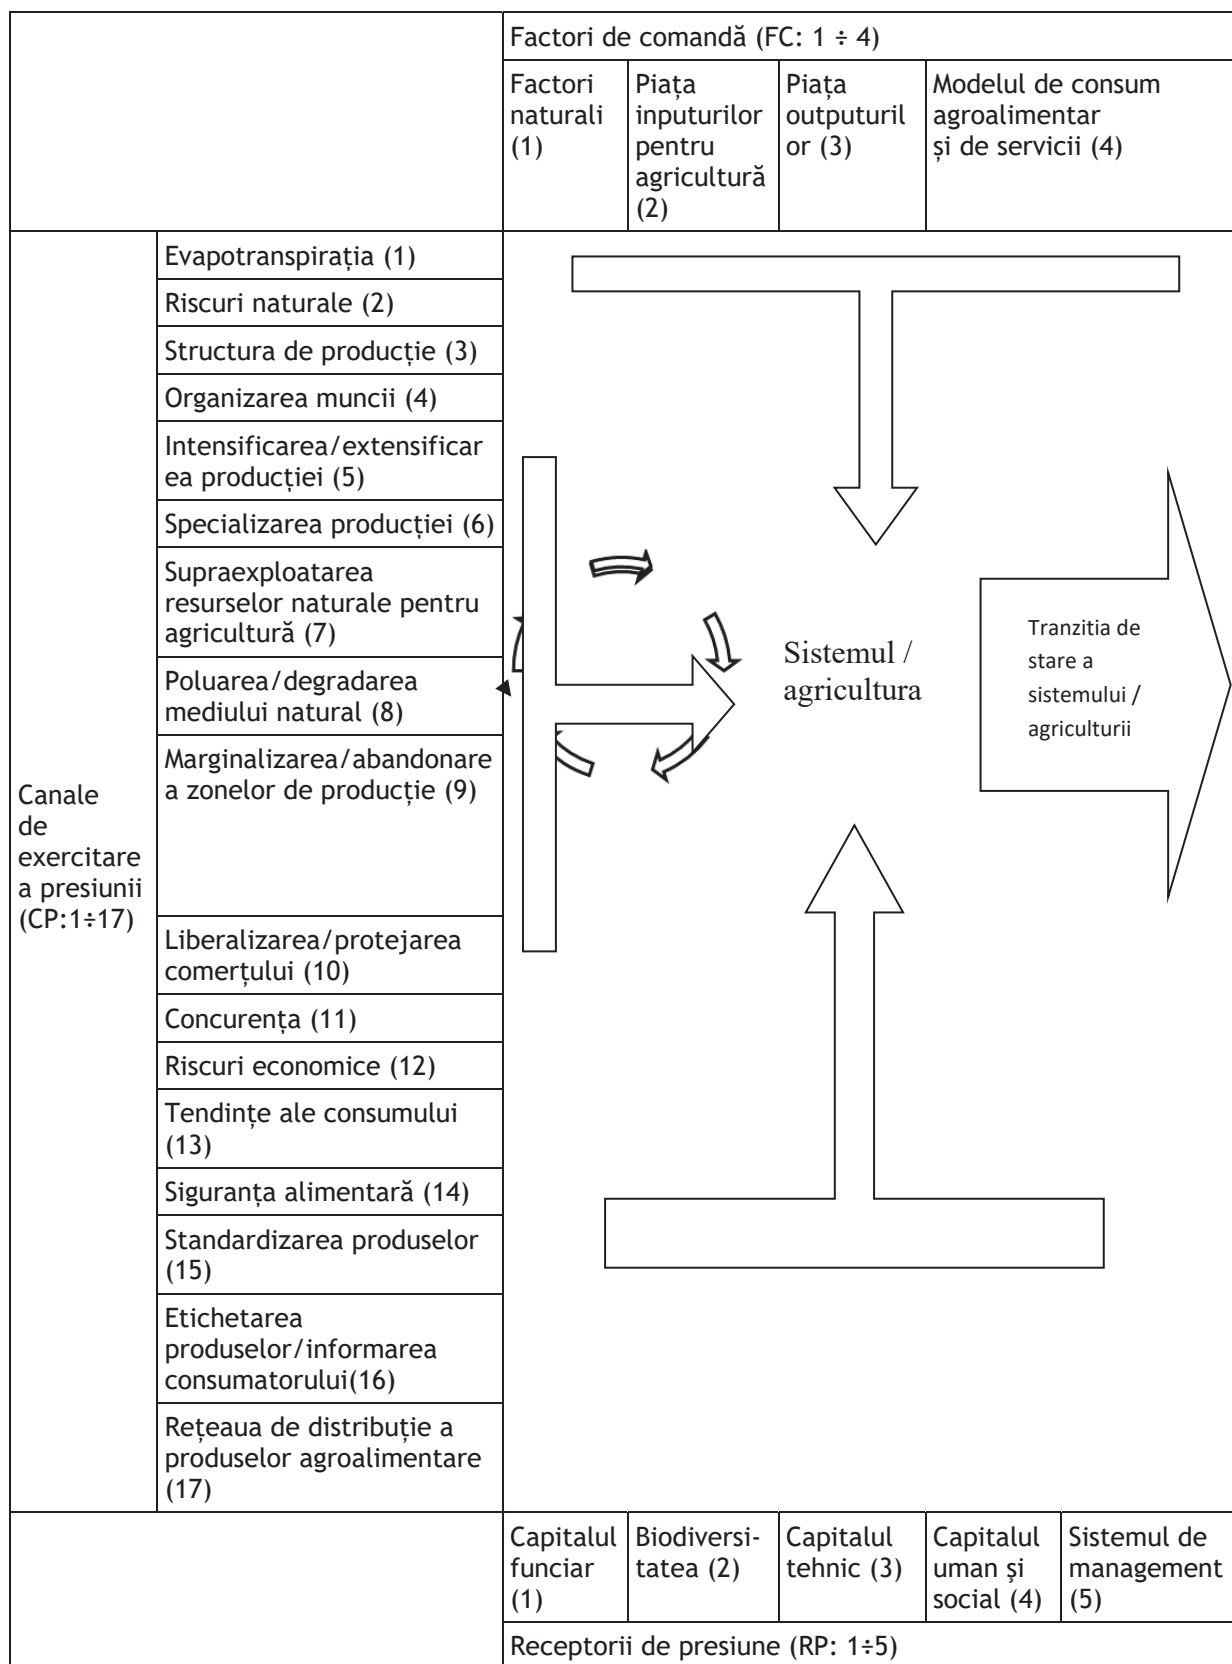 Factori de comandă (FC: 1 ÷ 4)
Factori
naturali
(1)
Piața
inputurilor
pentru
agricultură
(2)
Piața
outputuril
or (3)
Modelul de consum
agroalimentar
și de servicii (4)
Canale
de
exercitare
a presiunii
(CP:1÷17)
Evapotranspirația (1)
Riscuri naturale (2)
Structura de producție (3)
Organizarea muncii (4)
Intensificarea/extensificar
ea producției (5)
Specializarea producției (6)
Supraexploatarea
resurselor naturale pentru
agricultură (7)
Poluarea/degradarea
mediului natural (8)
Marginalizarea/abandonare
a zonelor de producție (9)
Liberalizarea/protejarea
comerțului (10)
Concurența (11)
Riscuri economice (12)
Tendințe ale consumului
(13)
Siguranța alimentară (14)
Standardizarea produselor
(15)
Etichetarea
produselor/informarea
consumatorului(16)
Rețeaua de distribuție a
produselor agroalimentare
(17)
Sistemul /
agricultura
Tranzitia de
stare a
sistemului /
agriculturii
Capitalul
funciar
(1)
Biodiversi-
tatea (2)
Capitalul
tehnic (3)
Capitalul
uman şi
social (4)
Sistemul de
management
(5)
Receptorii de presiune (RP: 1÷5)